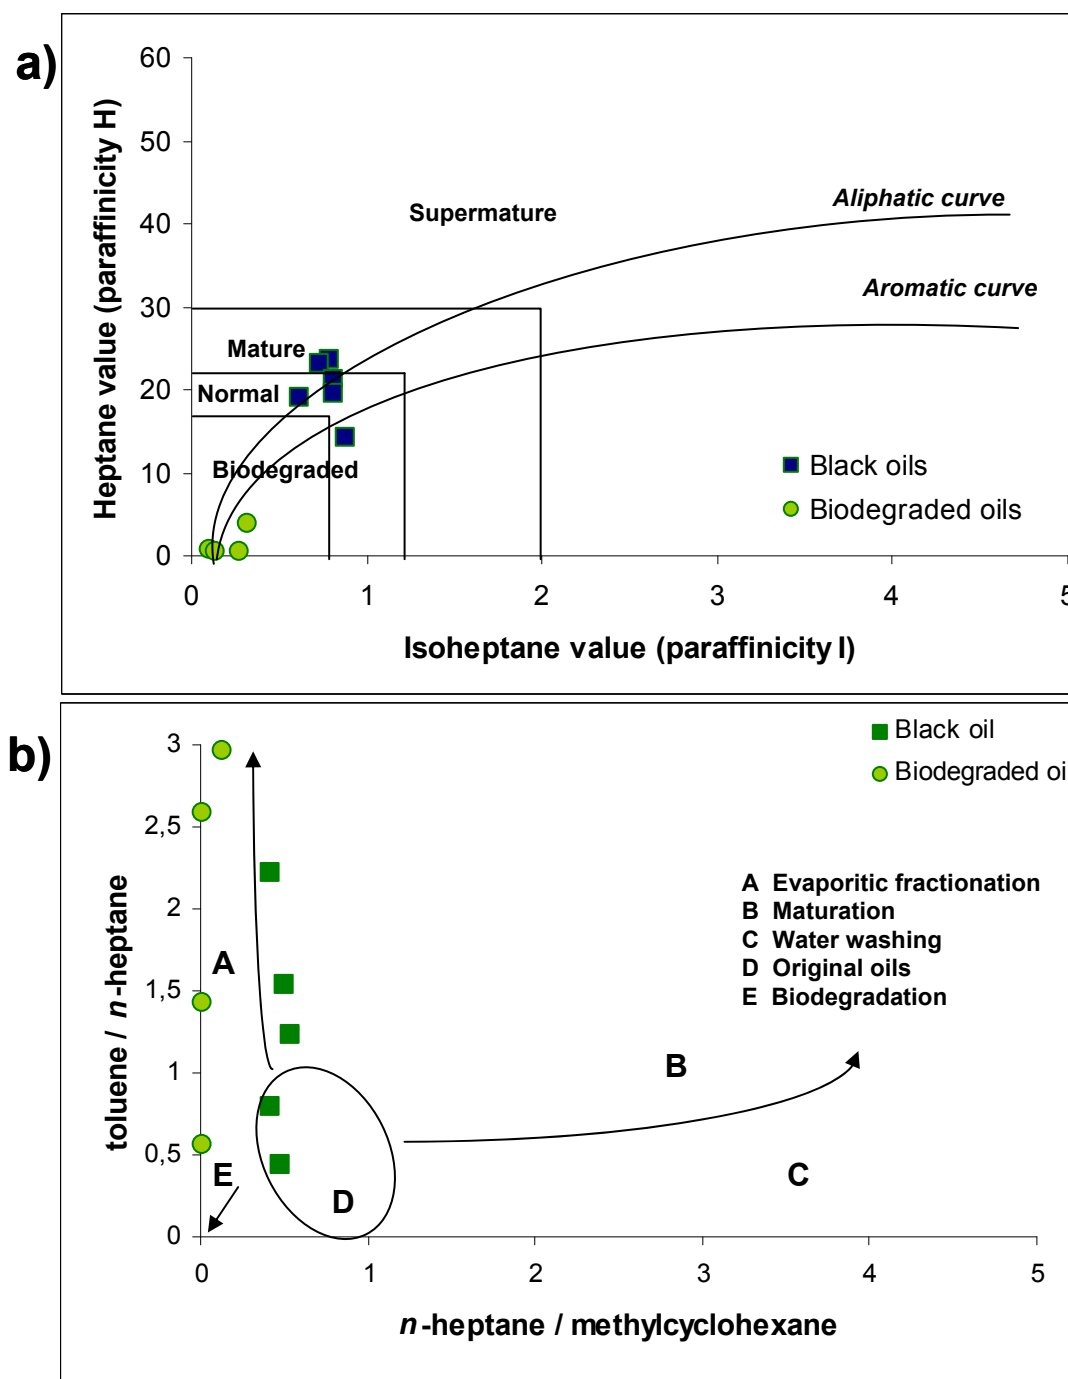 a)
60
50
40
30
20
10
0
Heptane value (paraffinicity H)
Supermature
Aliphatic curve
Aromatic curve
Mature
Normal
Biodegraded
Black oils
Biodegraded oils
0 1 2 3 4 5
Isoheptane value (paraffinicity I)
b)
3
2,5
2
1,5
1
0,5
0
toluene / n-heptane
Black oil
Biodegraded oi
A Evaporitic fractionation
B Maturation
C Water washing
D Original oils
E Biodegradation
A
B
C
E
D
0 1 2 3 4 5
n-heptane / methylcyclohexane